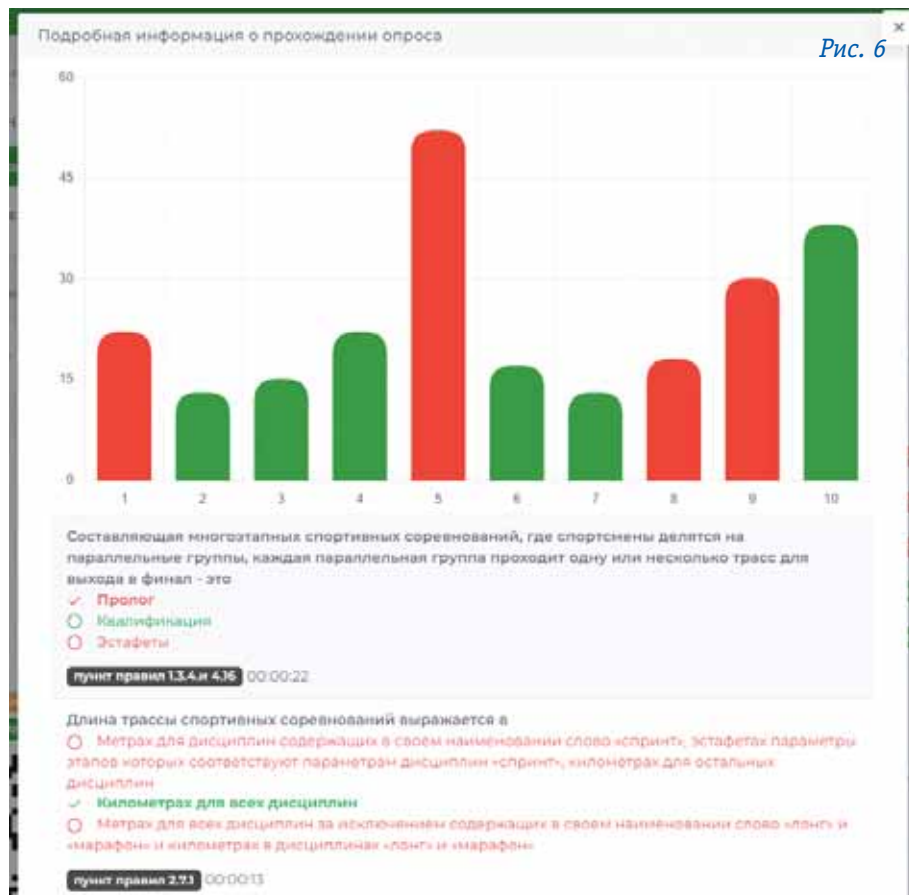 Подробная информация о прохождении опроса
×
Рис. 6
60
45
30
15
0
1 2 3 4 5 6 7 8 9 10
Составляющая многоэтапных спортивных соревнований, где спортсмены делятся на
параллельные группы, каждая параллельная группа проходит одну или несколько трасс для
выхода в финал - это
Пролог
Квалификация
Эстафеты
пункт правил 1.3.4.и 4.16 00:00:22
Длина трассы спортивных соревнований выражается в
Метрах для дисциплин содержащих в своем наименовании слово «спринт», эстафетах параметры
этапов которых соответствуют параметрам дисциплин «спринт», километрах для остальных
дисциплин
Километрах для всех дисциплин
Метрах для всех дисциплин за исключением содержащих в своем наименовании слово «лонг» и
«марафон» и километрах в дисциплинах «лонг» и «марафон»
пункт правил 2.7.1 00:00:13